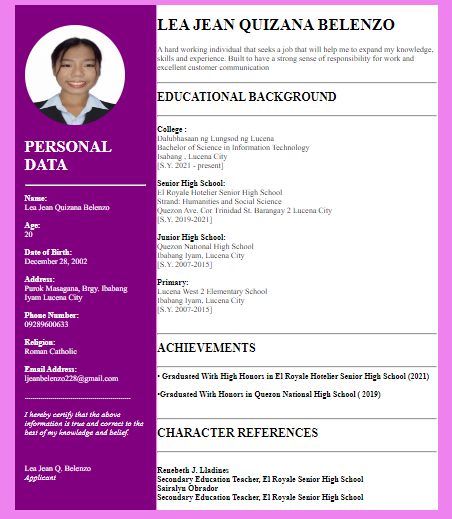 PERSONAL
DATA
Name:
Lea Jean Quizana Belenzo
Age:
20
Date of Birth:
December 28, 2002
Address:
Purok Masagana, Brgy. Ibabang
Iyam Lucena City
Phone Number:
09289600633
Religion:
Roman Catholic
Email Address:
ljeanbelenzo228@gmail.com
I hereby certify that the above
information is true and correct to the
best of my knowledge and belief.
Lea Jean Q. Belenzo
Applicant
LEA JEAN QUIZANA BELENZO
A hard working individual that seeks a job that will help me to expand my knowledge,
skills and experience. Built to have a strong sense of responsibility for work and
excellent customer communication
EDUCATIONAL BACKGROUND
College :
Dalubhasaan ng Lungsod ng Lucena
Bachelor of Science in Information Technology
Isabang , Lucena City
[S.Y. 2021 - present]
Senior High School:
El Royale Hotelier Senior High School
Strand: Humanities and Social Science
Quezon Ave. Cor Trinidad St. Barangay 2 Lucena City
[S.Y. 2019-2021]
Junior High School:
Quezon National High School
Ibabang Iyam, Lucena City
[S.Y. 2007-2015]
Primary:
Lucena West 2 Elementary School
Ibabang Iyam, Lucena City
[S.Y. 2007-2015]
ACHIEVEMENTS
• Graduated With High Honors in El Royale Hotelier Senior High School (2021)
•Graduated With Honors in Quezon National High School ( 2019)
CHARACTER REFERENCES
Renebeth J. Lladines
Secondary Education Teacher, El Royale Senior High School
Sairalyn Obrador
Secondary Education Teacher, El Royale Senior High School